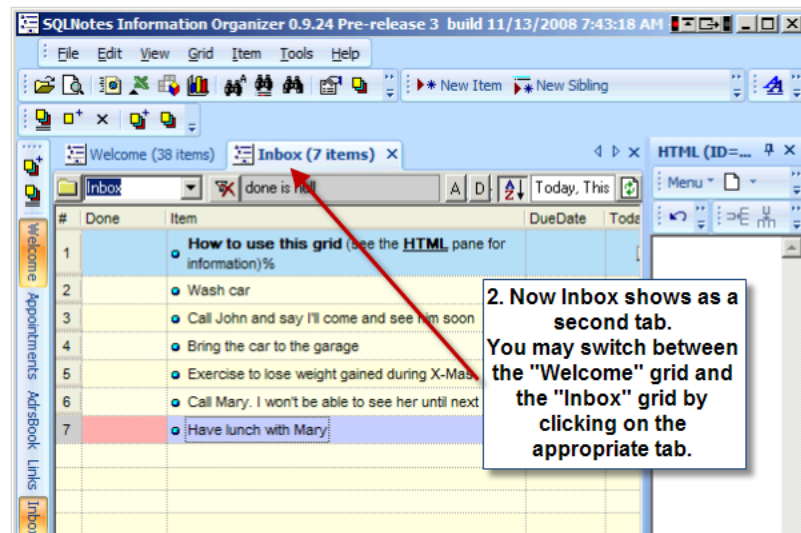 SQLNotes Information Organizer 0.9.24 Pre-release 3 build 11/13/2008 7:43:18 AM
File Edit View Grid Item Tools Help
New Item New Sibling A
Welcome (38 items) Inbox (7 items) HTML (ID=...
Inbox done is null A D Today, This Menu
# Done Item DueDate Toda
1 How to use this grid (see the HTML pane for
information)%
2 Wash car
3 Call John and say I'll come and see him soon
4 Bring the car to the garage
5 Exercise to lose weight gained during X-Mas
6 Call Mary. I won't be able to see her until next
7 Have lunch with Mary
2. Now Inbox shows as a
second tab.
You may switch between
the "Welcome" grid and
the "Inbox" grid by
clicking on the
appropriate tab.
Welcome
Appointments
AdrsBook
Links
Inbox